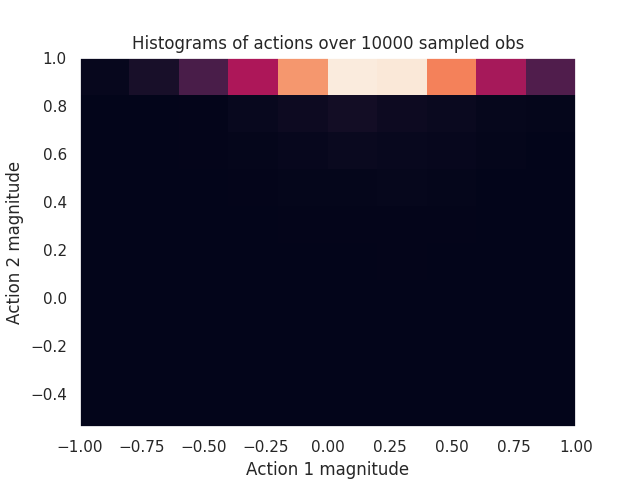 Histograms of actions over 10000 sampled obs
1.0
0.8
0.6
0.4
0.2
0.0
−0.2
−0.4
Action 2 magnitude
−1.00 −0.75 −0.50 −0.25 0.00 0.25 0.50 0.75 1.00
Action 1 magnitude